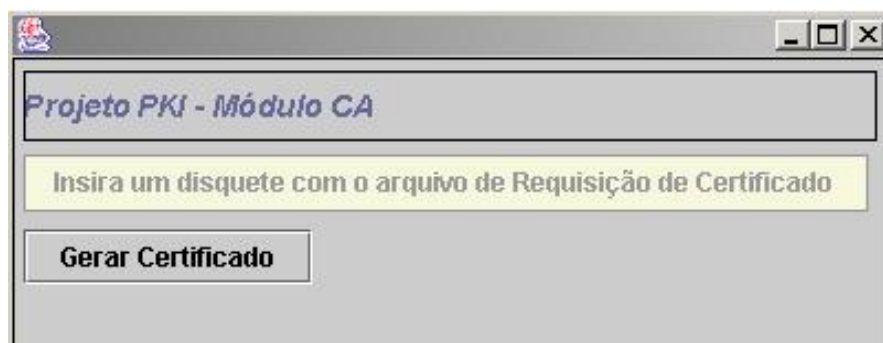 Projeto PKI - Módulo CA
Insira um disquete com o arquivo de Requisição de Certificado
Gerar Certificado